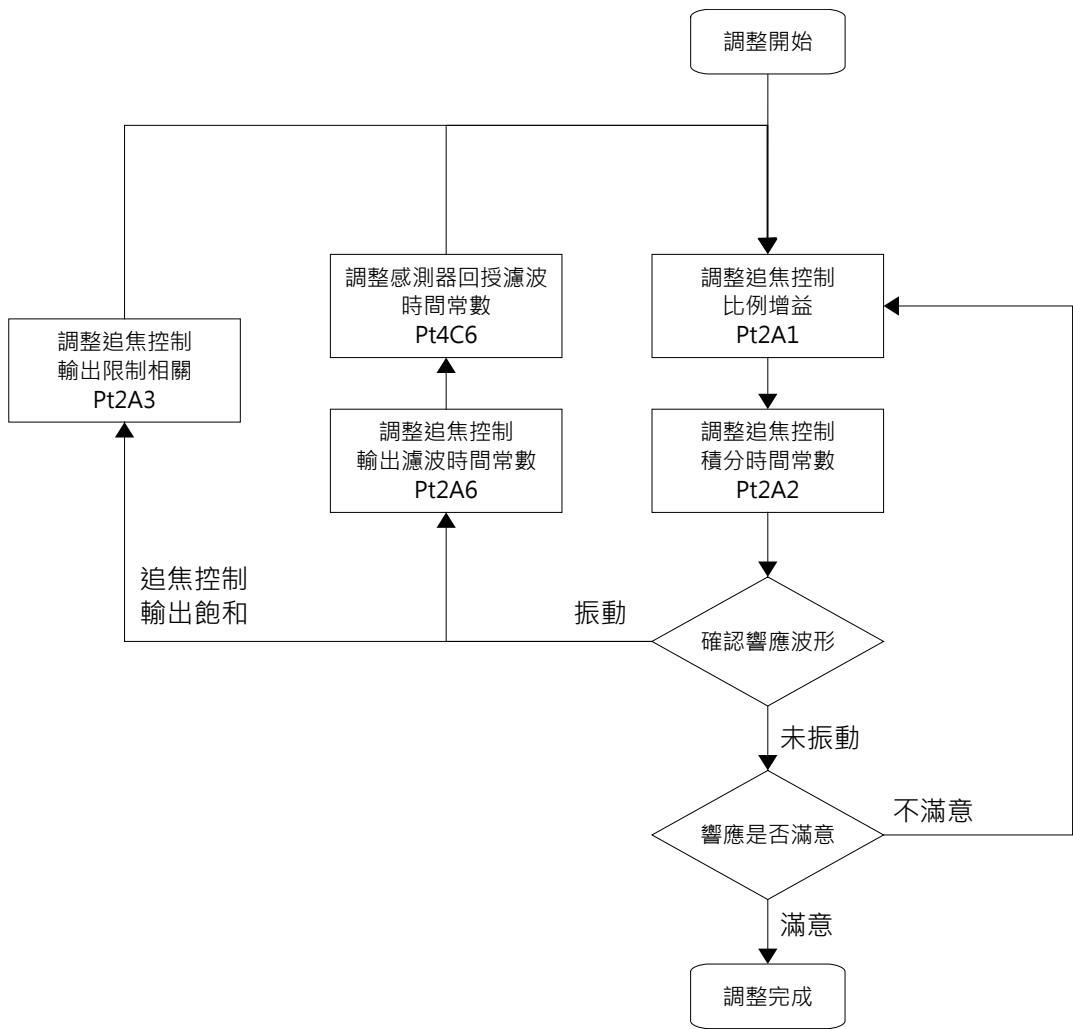 調整開始
調整感測器回授濾波
時間常數
Pt4C6
調整追焦控制
比例增益
Pt2A1
調整追焦控制
輸出限制相關
Pt2A3
調整追焦控制
輸出濾波時間常數
Pt2A6
調整追焦控制
積分時間常數
Pt2A2
追焦控制
輸出飽和
振動
確認響應波形
未振動
響應是否滿意
不滿意
滿意
調整完成